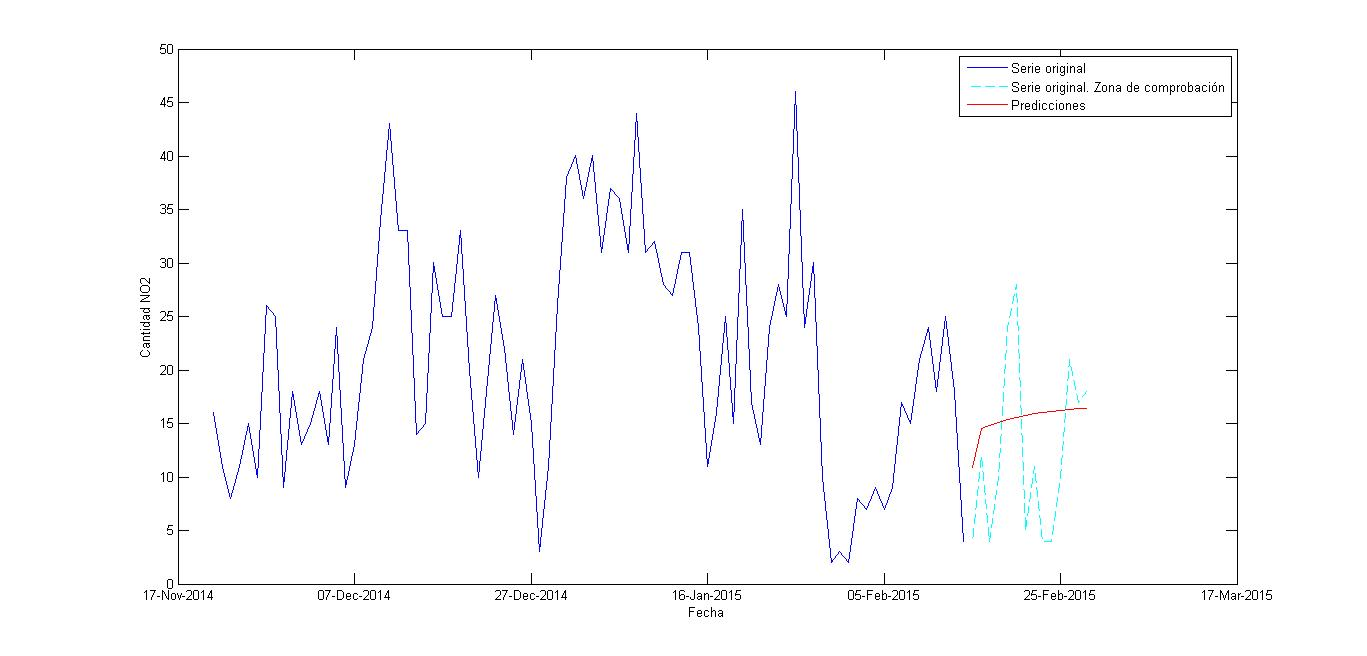 50
45
40
35
30
25
20
15
10
5
0
Cantidad NO2
Serie original
Serie original. Zona de comprobación
Predicciones
17-Nov-2014 07-Dec-2014 27-Dec-2014 16-Jan-2015 05-Feb-2015 25-Feb-2015 17-Mar-2015
Fecha